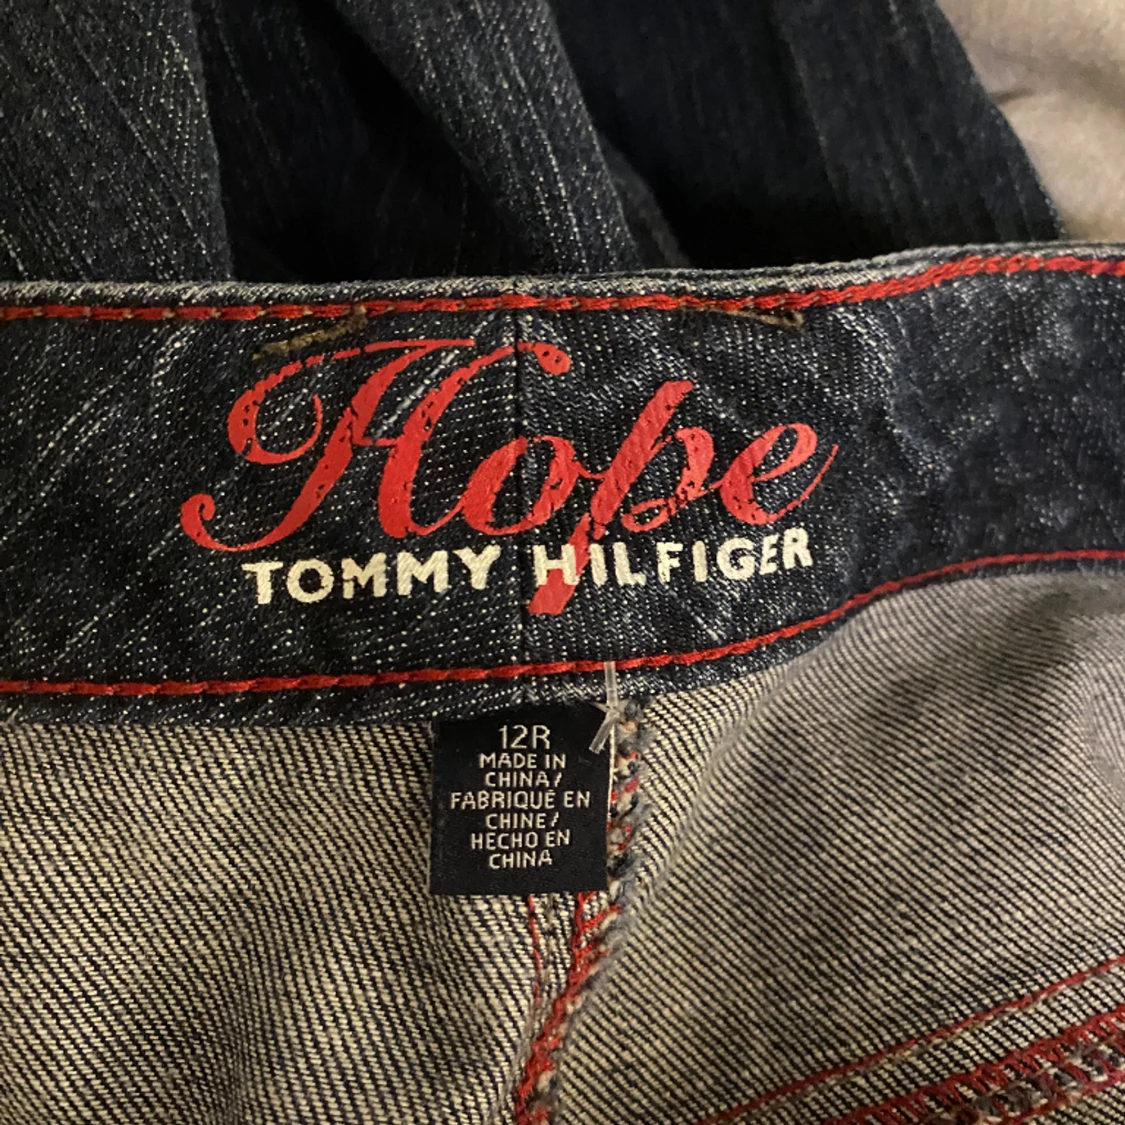 Hope
TOMMY HILFIGER
12R
MADE IN
CHINA/
FABRIQUÉ EN
CHINE/
HECHO EN
CHINA